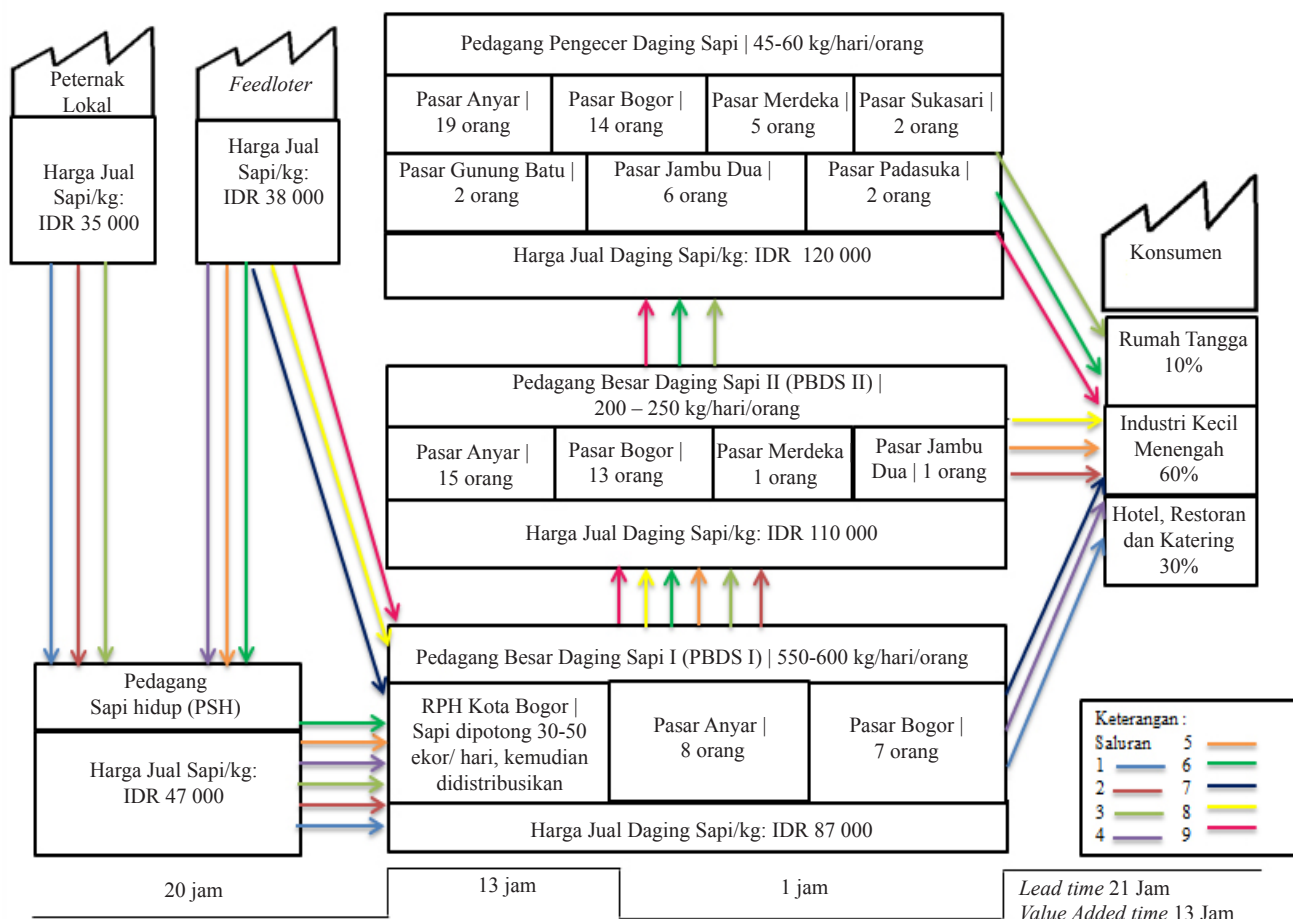 Peternak
Lokal
Harga Jual
Sapi/kg:
IDR 35 000
Feedloter
Harga Jual
Sapi/kg:
IDR 38 000
Pedagang Pengecer Daging Sapi | 45-60 kg/hari/orang
Pasar Anyar |
19 orang
Pasar Bogor |
14 orang
Pasar Merdeka |
5 orang
Pasar Sukasari |
2 orang
Pasar Gunung Batu |
2 orang
Pasar Jambu Dua |
6 orang
Pasar Padasuka |
2 orang
Harga Jual Daging Sapi/kg: IDR 120 000
Pedagang Besar Daging Sapi II (PBDS II) |
200 – 250 kg/hari/orang
Pasar Anyar |
15 orang
Pasar Bogor |
13 orang
Pasar Merdeka
1 orang
Pasar Jambu
Dua | 1 orang
Harga Jual Daging Sapi/kg: IDR 110 000
Pedagang Besar Daging Sapi I (PBDS I) | 550-600 kg/hari/orang
RPH Kota Bogor |
Sapi dipotong 30-50
ekor/ hari, kemudian
didistribusikan
Pasar Anyar |
8 orang
Pasar Bogor |
7 orang
Harga Jual Daging Sapi/kg: IDR 87 000
Pedagang
Sapi hidup (PSH)
Harga Jual Sapi/kg:
IDR 47 000
Konsumen
Rumah Tangga
10%
Industri Kecil
Menengah
60%
Hotel, Restoran
dan Katering
30%
Keterangan :
Saluran 5
1 6
2 7
3 8
4 9
20 jam
13 jam
1 jam
Lead time 21 Jam
Value Added time 13 Jam